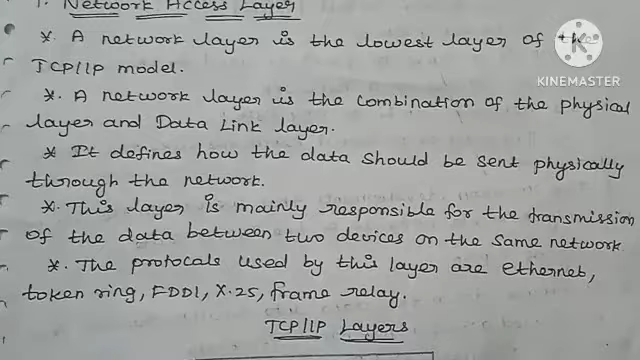 1. Network Access Layer
*. A network layer is the lowest layer of the
TCP/IP model.
*. A network layer is the combination of the physical
layer and Data Link layer.
* It defines how the data should be sent physically
through the network.
*. This layer is mainly responsible for the transmission
of the data between two devices on the same network
*. The protocals used by this layer are ethernet,
token ring, FDDI, X.25, frame relay.
TCP/IP Layers
KINEMASTER